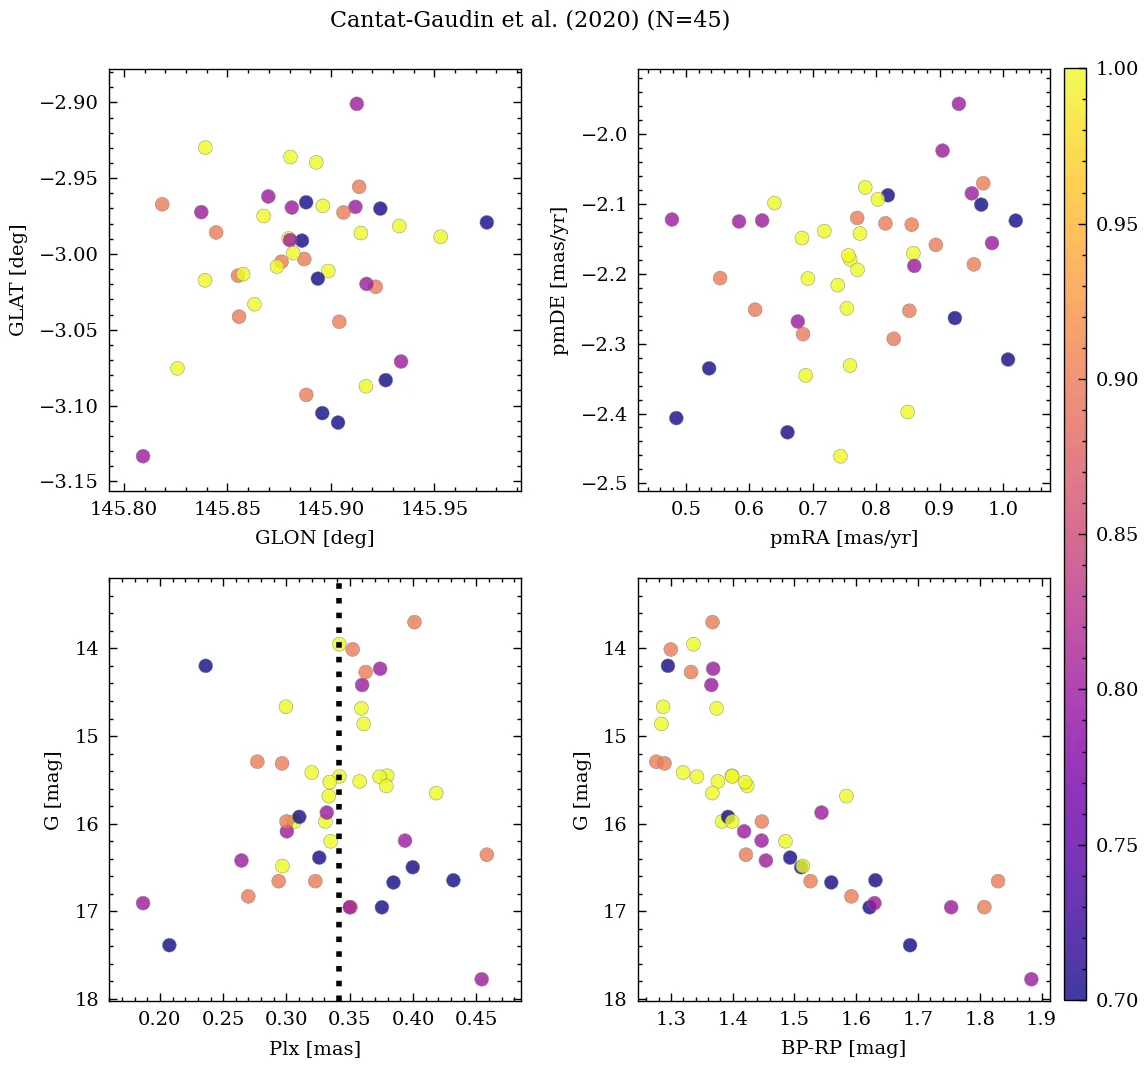 Cantat-Gaudin et al. (2020) (N=45)
−2.90
−2.95
−3.00
−3.05
−3.10
−3.15
GLAT [deg]
145.80 145.85 145.90 145.95
GLON [deg]
−2.0
−2.1
−2.2
−2.3
−2.4
−2.5
pmDE [mas/yr]
0.5 0.6 0.7 0.8 0.9 1.0
pmRA [mas/yr]
14
15
16
17
18
G [mag]
0.20 0.25 0.30 0.35 0.40 0.45
Plx [mas]
14
15
16
17
18
G [mag]
1.3 1.4 1.5 1.6 1.7 1.8 1.9
BP-RP [mag]
1.00
0.95
0.90
0.85
0.80
0.75
0.70